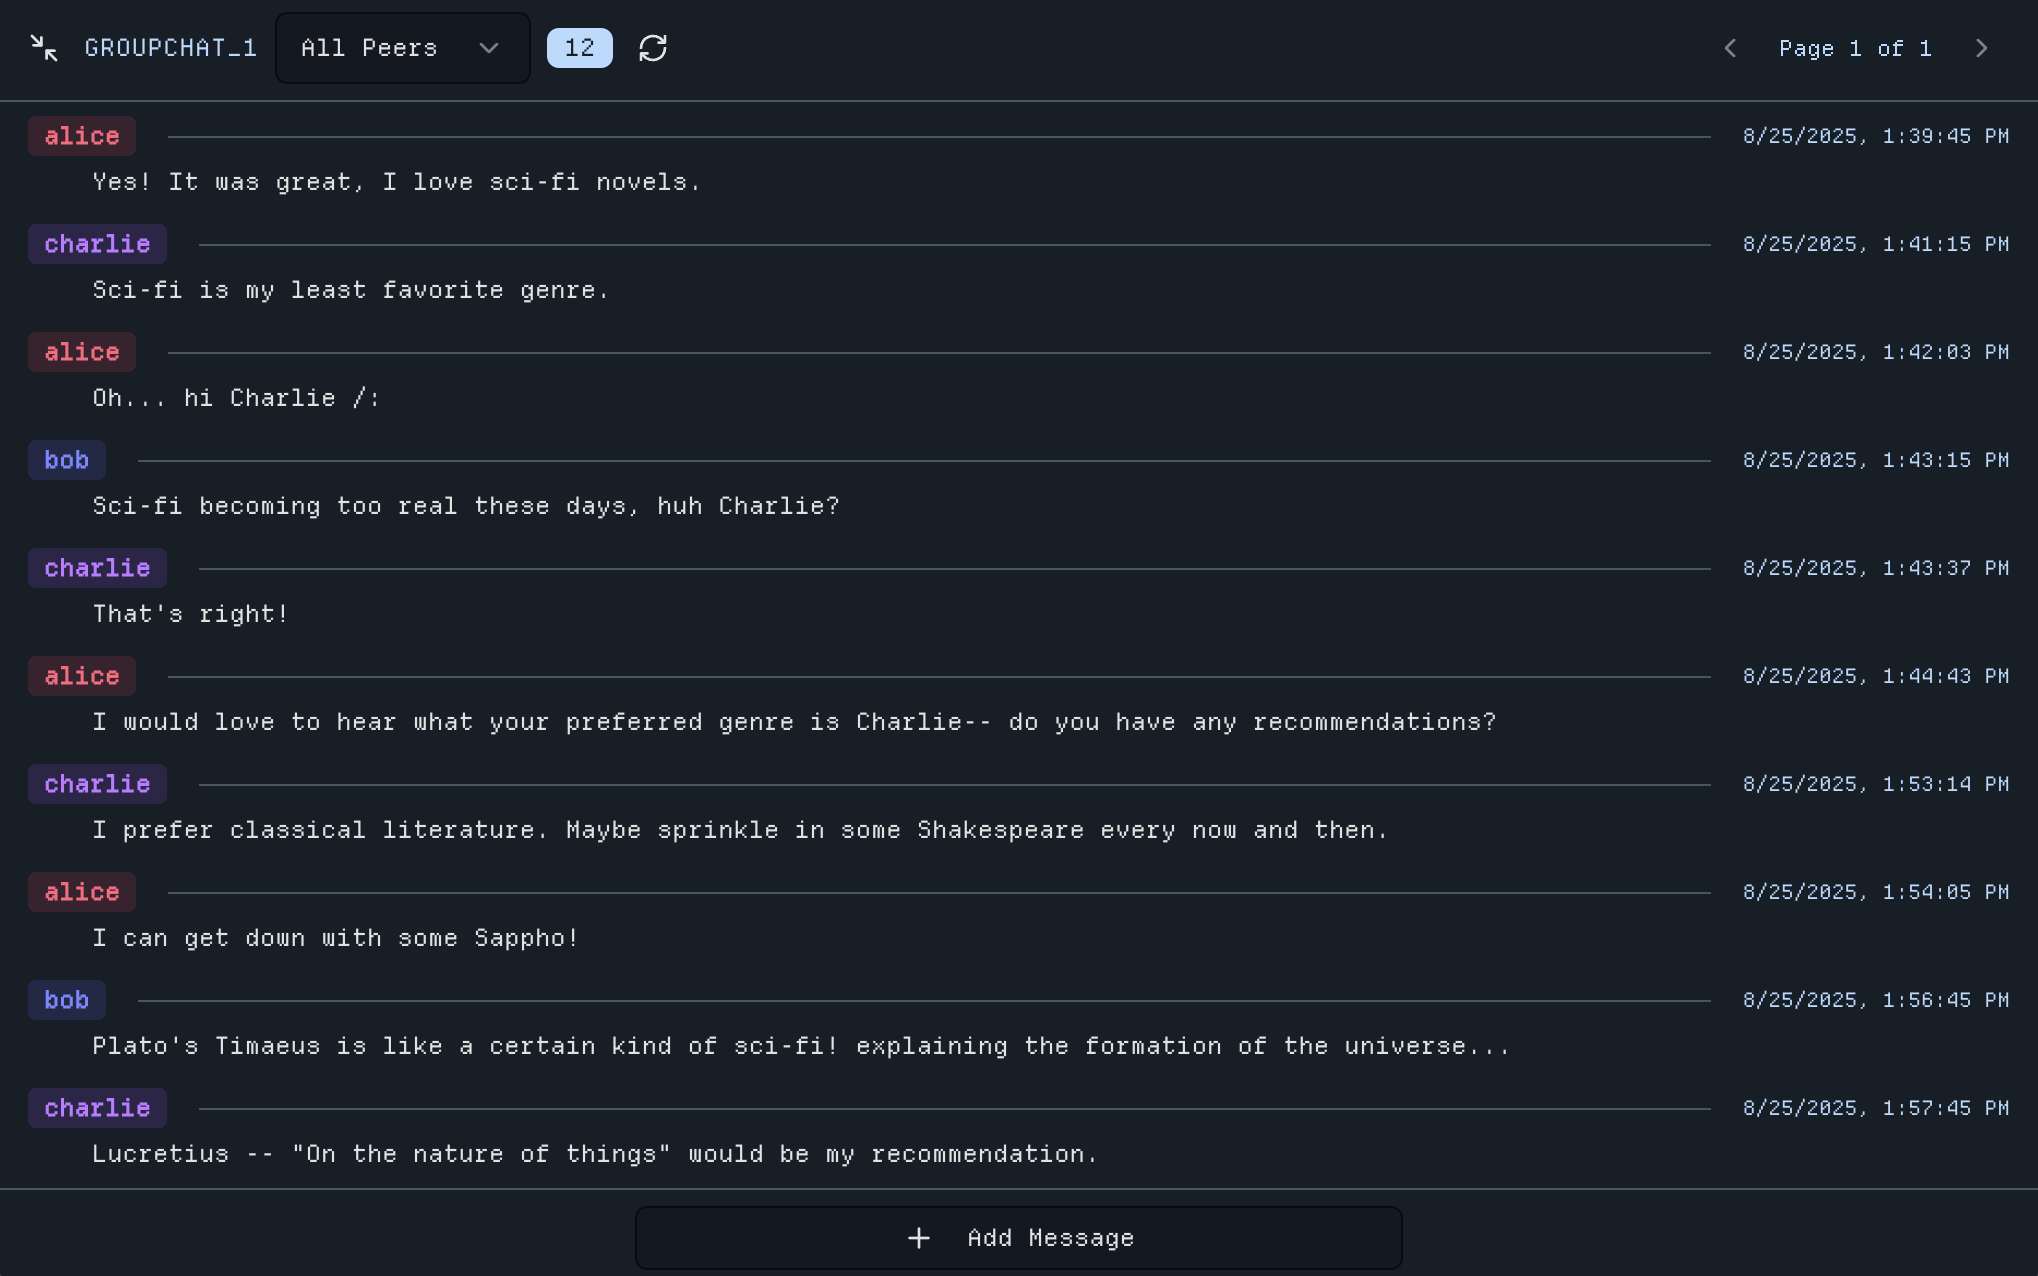 GROUPCHAT_1 All Peers 12 Page 1 of 1
alice 8/25/2025, 1:39:45 PM
Yes! It was great, I love sci-fi novels.
charlie 8/25/2025, 1:41:15 PM
Sci-fi is my least favorite genre.
alice 8/25/2025, 1:42:03 PM
Oh... hi Charlie /:
bob 8/25/2025, 1:43:15 PM
Sci-fi becoming too real these days, huh Charlie?
charlie 8/25/2025, 1:43:37 PM
That's right!
alice 8/25/2025, 1:44:43 PM
I would love to hear what your preferred genre is Charlie-- do you have any recommendations?
charlie 8/25/2025, 1:53:14 PM
I prefer classical literature. Maybe sprinkle in some Shakespeare every now and then.
alice 8/25/2025, 1:54:05 PM
I can get down with some Sappho!
bob 8/25/2025, 1:56:45 PM
Plato's Timaeus is like a certain kind of sci-fi! explaining the formation of the universe...
charlie 8/25/2025, 1:57:45 PM
Lucretius -- "On the nature of things" would be my recommendation.
+ Add Message